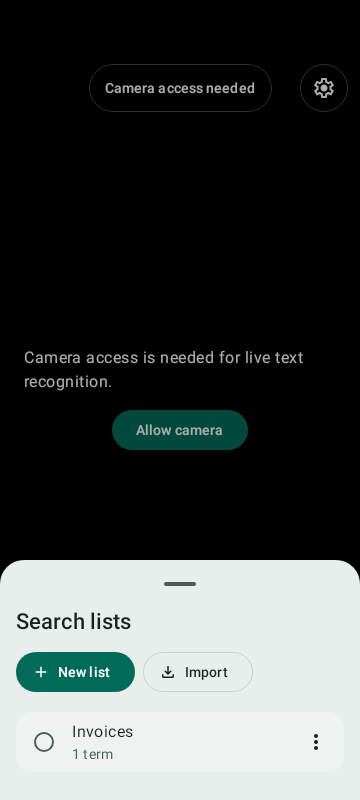 Camera access needed
Camera access is needed for live text
recognition.
Allow camera
Search lists
New list
Import
Invoices
1 term